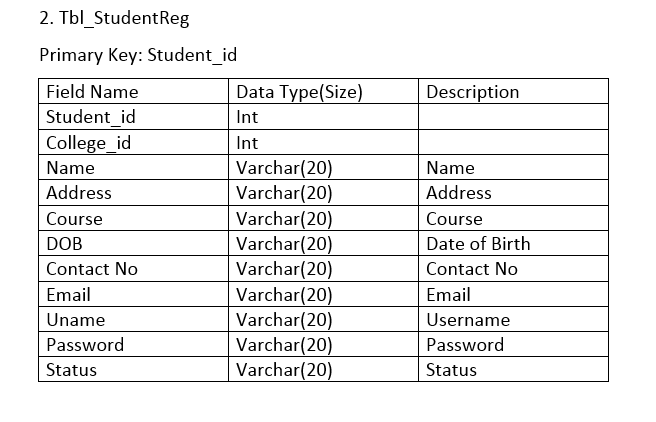 2. Tbl_StudentReg
Primary Key: Student_id
Field Name Data Type(Size) Description
Student_id Int
College_id Int
Name Varchar(20) Name
Address Varchar(20) Address
Course Varchar(20) Course
DOB Varchar(20) Date of Birth
Contact No Varchar(20) Contact No
Email Varchar(20) Email
Uname Varchar(20) Username
Password Varchar(20) Password
Status Varchar(20) Status